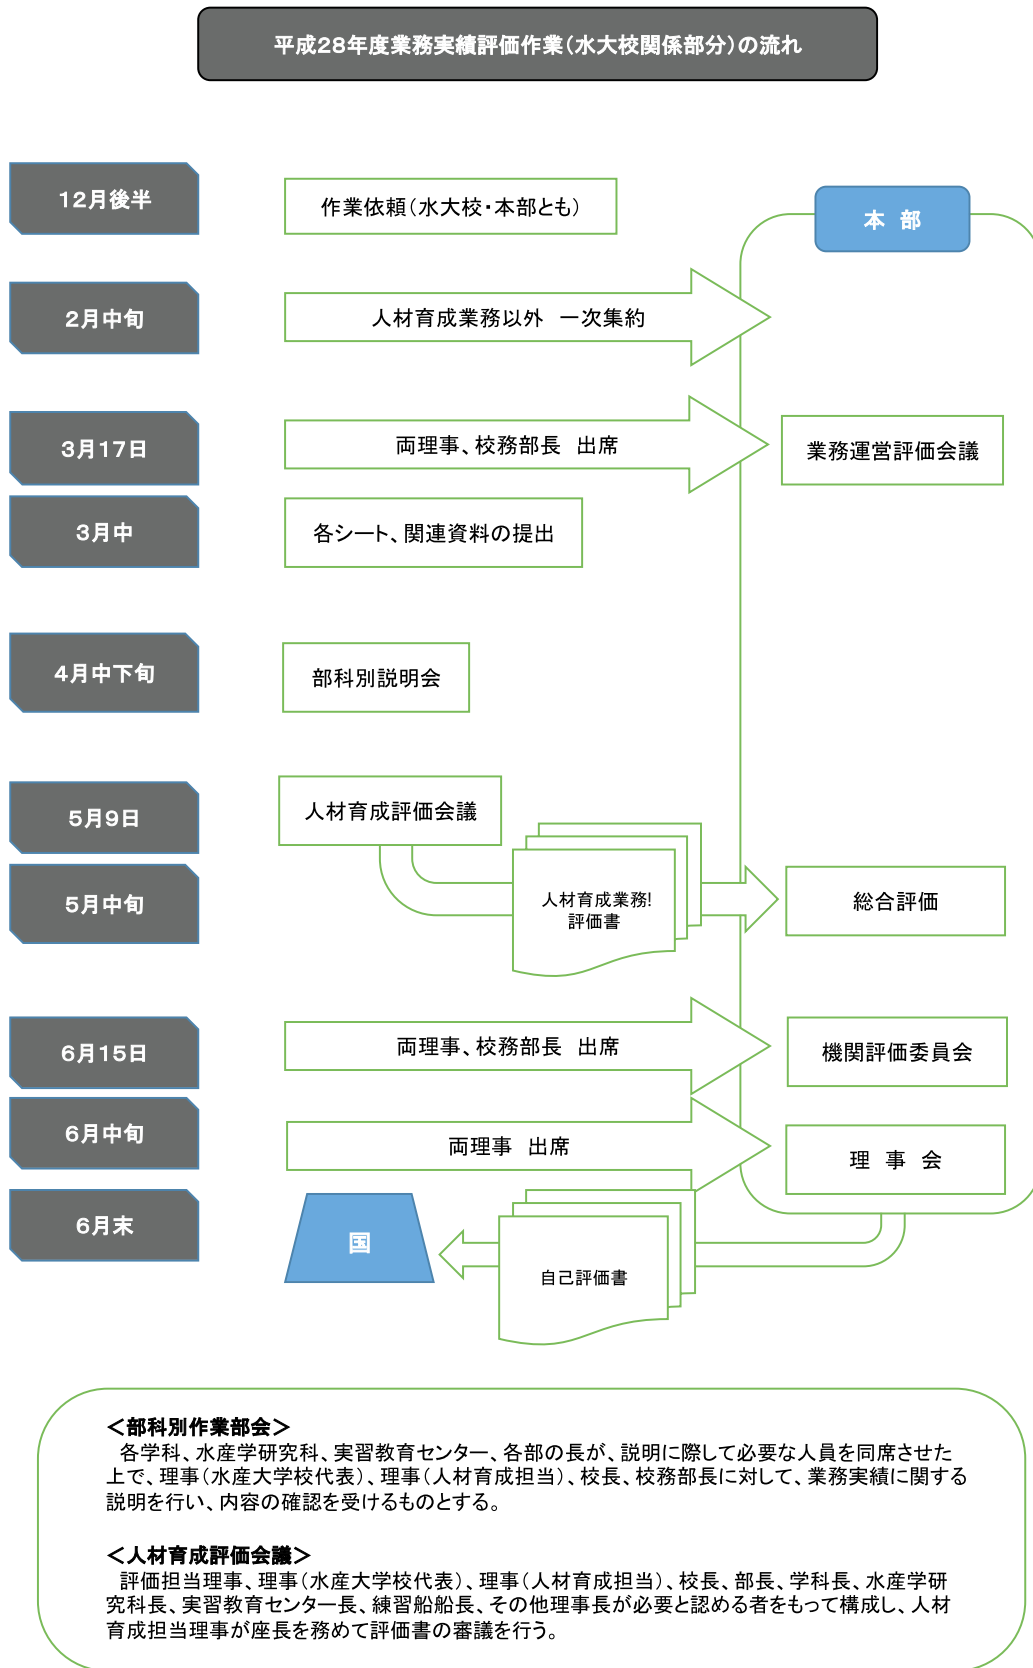 平成28年度業務実績評価作業（水大校関係部分）の流れ
12月後半
作業依頼（水大校・本部とも）
本　部
2月中旬
人材育成業務以外　一次集約
3月17日
両理事、校務部長　出席
業務運営評価会議
3月中
各シート、関連資料の提出
4月中下旬
部科別説明会
5月9日
人材育成評価会議
5月中旬
人材育成業務!
評価書
総合評価
6月15日
両理事、校務部長　出席
機関評価委員会
6月中旬
両理事　出席
理　事　会
6月末
国
自己評価書
＜部科別作業部会＞
各学科、水産学研究科、実習教育センター、各部の長が、説明に際して必要な人員を同席させた
上で、理事（水産大学校代表）、理事（人材育成担当）、校長、校務部長に対して、業務実績に関する
説明を行い、内容の確認を受けるものとする。
＜人材育成評価会議＞
評価担当理事、理事（水産大学校代表）、理事（人材育成担当）、校長、部長、学科長、水産学研
究科長、実習教育センター長、練習船船長、その他理事長が必要と認める者をもって構成し、人材
育成担当理事が座長を務めて評価書の審議を行う。